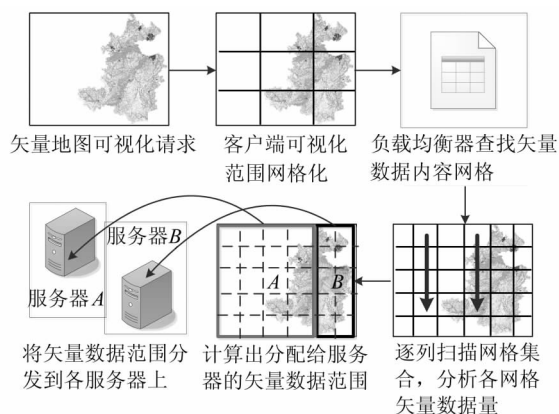 矢量地图可视化请求
客户端可视化
范围网格化
负载均衡器查找矢量
数据内容网格
服务器B
服务器A
A
B
将矢量数据范围分
发到各服务器上
计算出分配给服务
器的矢量数据范围
逐列扫描网格集
合，分析各网格
矢量数据量